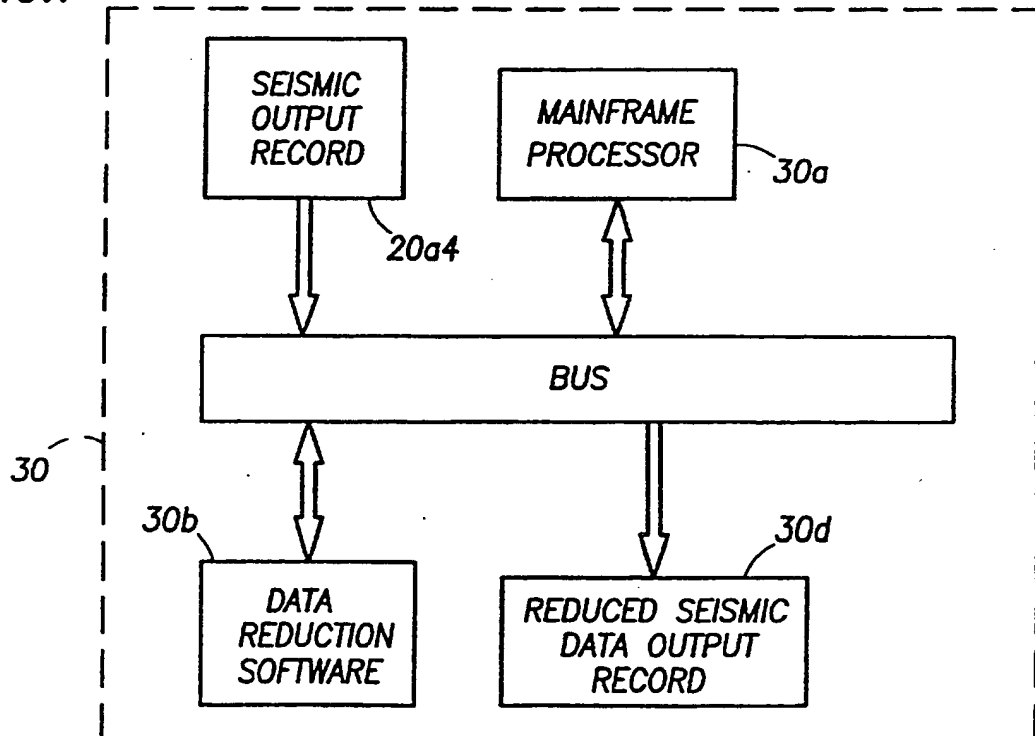 SEISMIC
OUTPUT
RECORD
20a4
MAINFRAME
PROCESSOR
30a
BUS
30
30b
DATA
REDUCTION
SOFTWARE
30d
REDUCED SEISMIC
DATA OUTPUT
RECORD